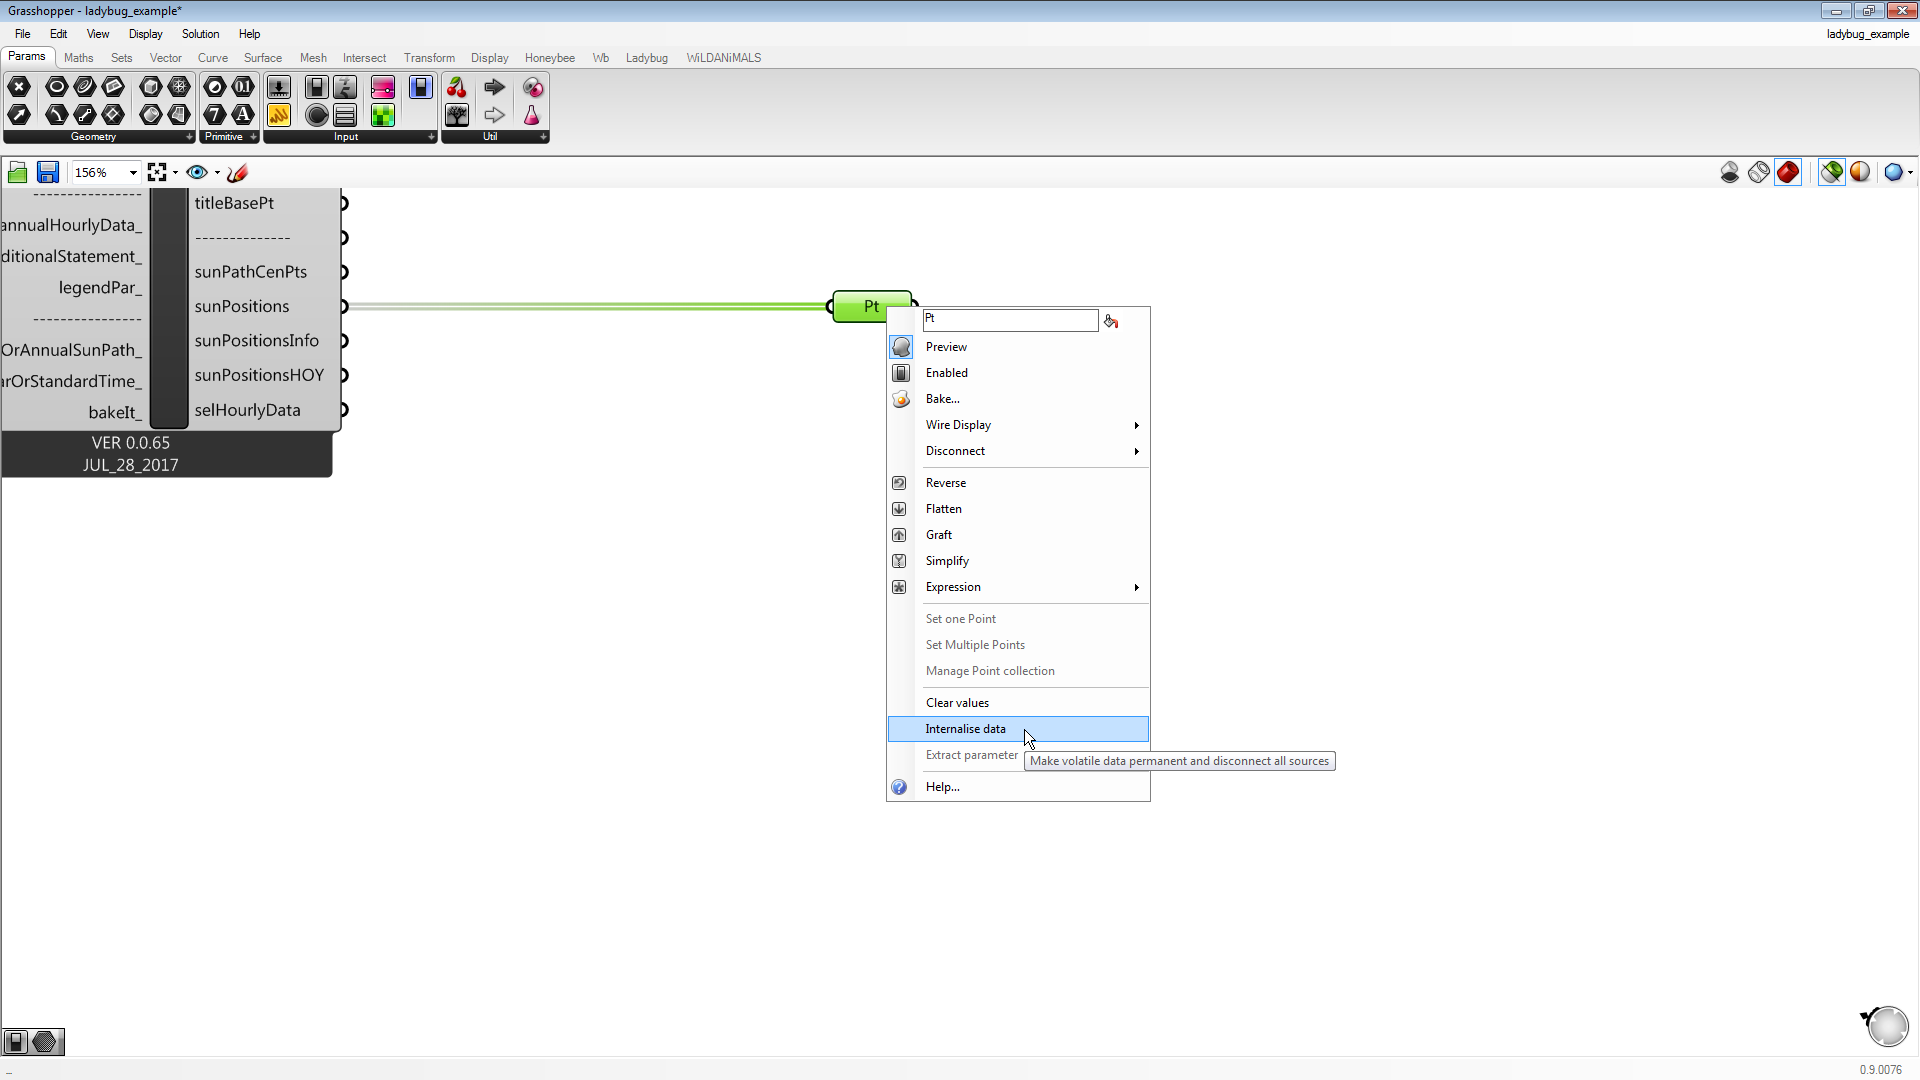 Grasshopper - ladybug_example*
File Edit View Display Solution Help
ladybug_example
Params Maths Sets Vector Curve Surface Mesh Intersect Transform Display Honeybee Wb Ladybug WiLDANiMALS
Geometry Primitive Input Util
156%
--------------
titleBasePt
annualHourlyData_
--------------
ditionalStatement_
sunPathCenPts
legendPar_
sunPositions
--------------
sunPositionsInfo
OrAnnualSunPath_
sunPositionsHOY
arOrStandardTime_
selHourlyData
bakeIt_
VER 0.0.65
JUL_28_2017
Pt
Pt
Preview
Enabled
Bake...
Wire Display
Disconnect
Reverse
Flatten
Graft
Simplify
Expression
Set one Point
Set Multiple Points
Manage Point collection
Clear values
Internalise data
Extract parameter
Make volatile data permanent and disconnect all sources
Help...
...
0.9.0076